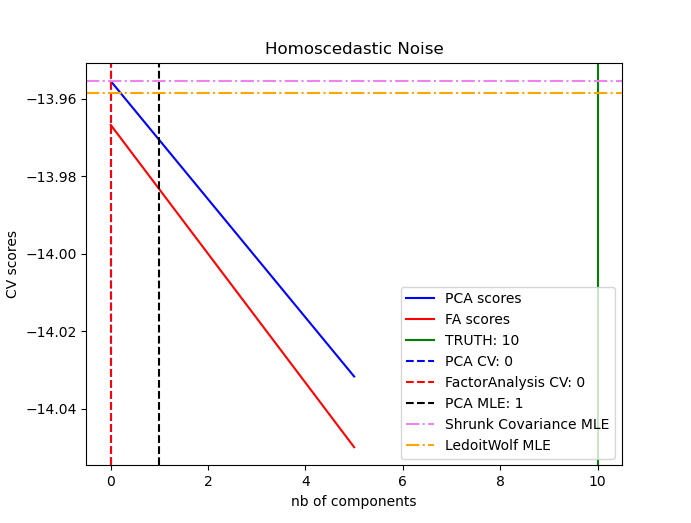 Homoscedastic Noise
CV scores
−13.96
−13.98
−14.00
−14.02
−14.04
PCA scores
FA scores
TRUTH: 10
PCA CV: 0
FactorAnalysis CV: 0
PCA MLE: 1
Shrunk Covariance MLE
LedoitWolf MLE
0 2 4 6 8 10
nb of components